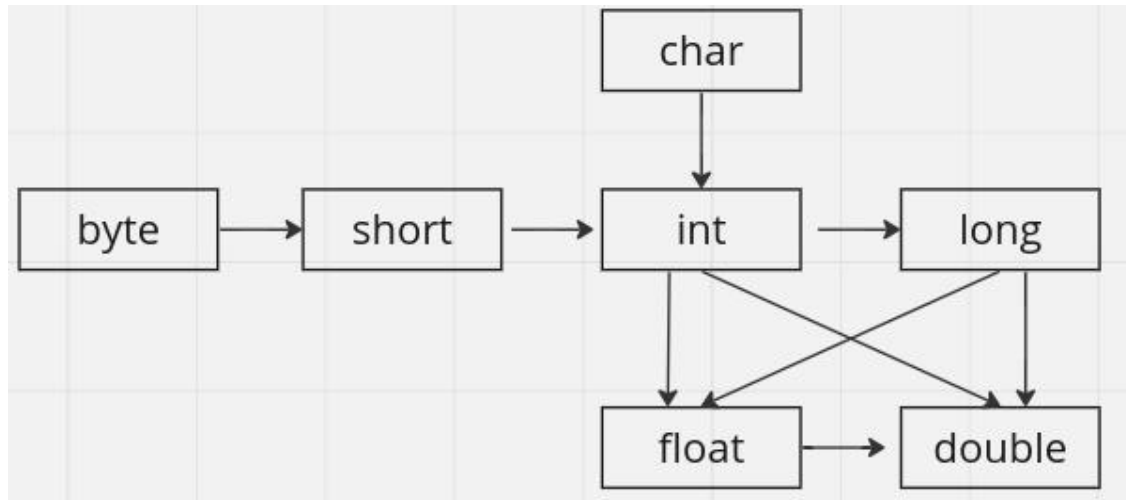 char
byte
short
int
long
float
double